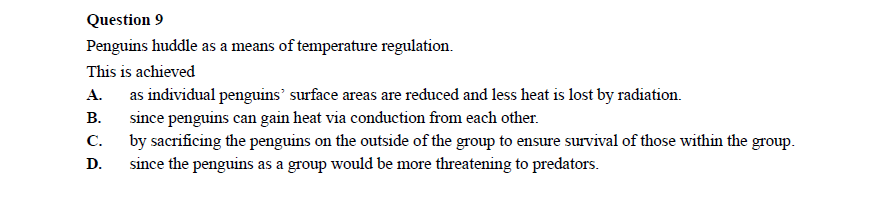 Question 9
Penguins huddle as a means of temperature regulation.
This is achieved
A. as individual penguins’ surface areas are reduced and less heat is lost by radiation.
B. since penguins can gain heat via conduction from each other.
C. by sacrificing the penguins on the outside of the group to ensure survival of those within the group.
D. since the penguins as a group would be more threatening to predators.